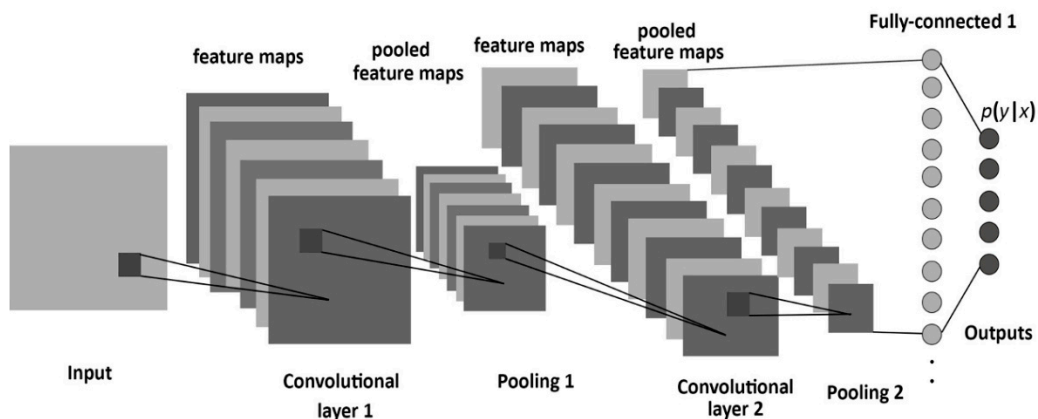 Fully-connected 1
feature maps
pooled
feature maps
feature maps
pooled
feature maps
p(y|x)
Input
Convolutional
layer 1
Pooling 1
Convolutional
layer 2
Pooling 2
Outputs